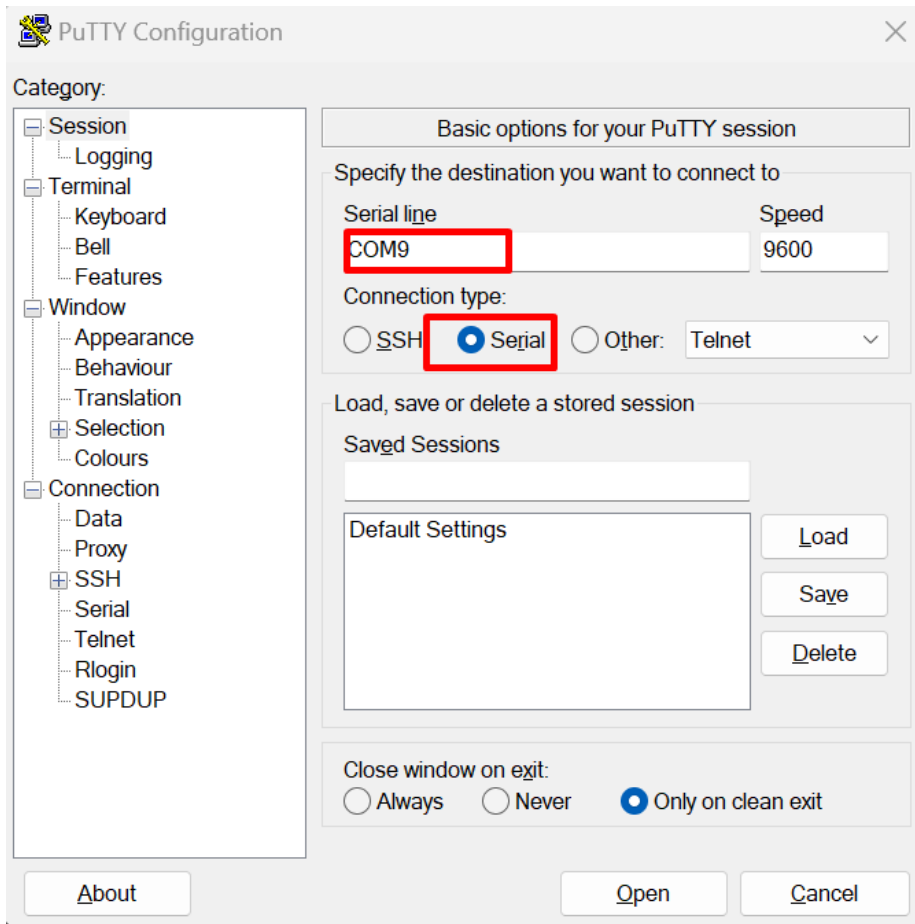 PuTTY Configuration
Category:
Session
Logging
Terminal
Keyboard
Bell
Features
Window
Appearance
Behaviour
Translation
Selection
Colours
Connection
Data
Proxy
SSH
Serial
Telnet
Rlogin
SUPDUP
Basic options for your PuTTY session
Specify the destination you want to connect to
Serial line Speed
COM9 9600
Connection type:
SSH Serial Other: Telnet
Load, save or delete a stored session
Saved Sessions
Default Settings
Load
Save
Delete
Close window on exit:
Always Never Only on clean exit
About Open Cancel